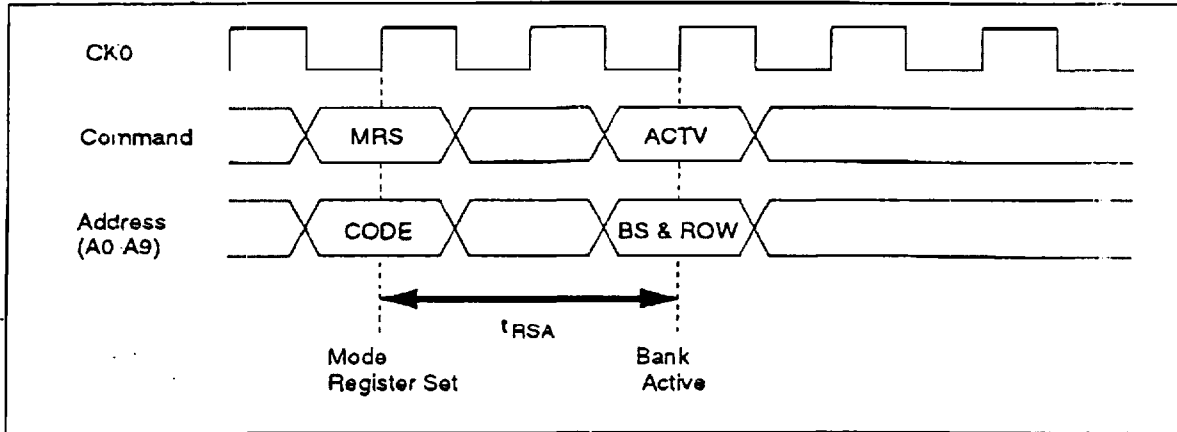 CK0
Command
MRS
ACTV
Address
(A0-A9)
CODE
BS & ROW
tRSA
Mode
Register Set
Bank
Active